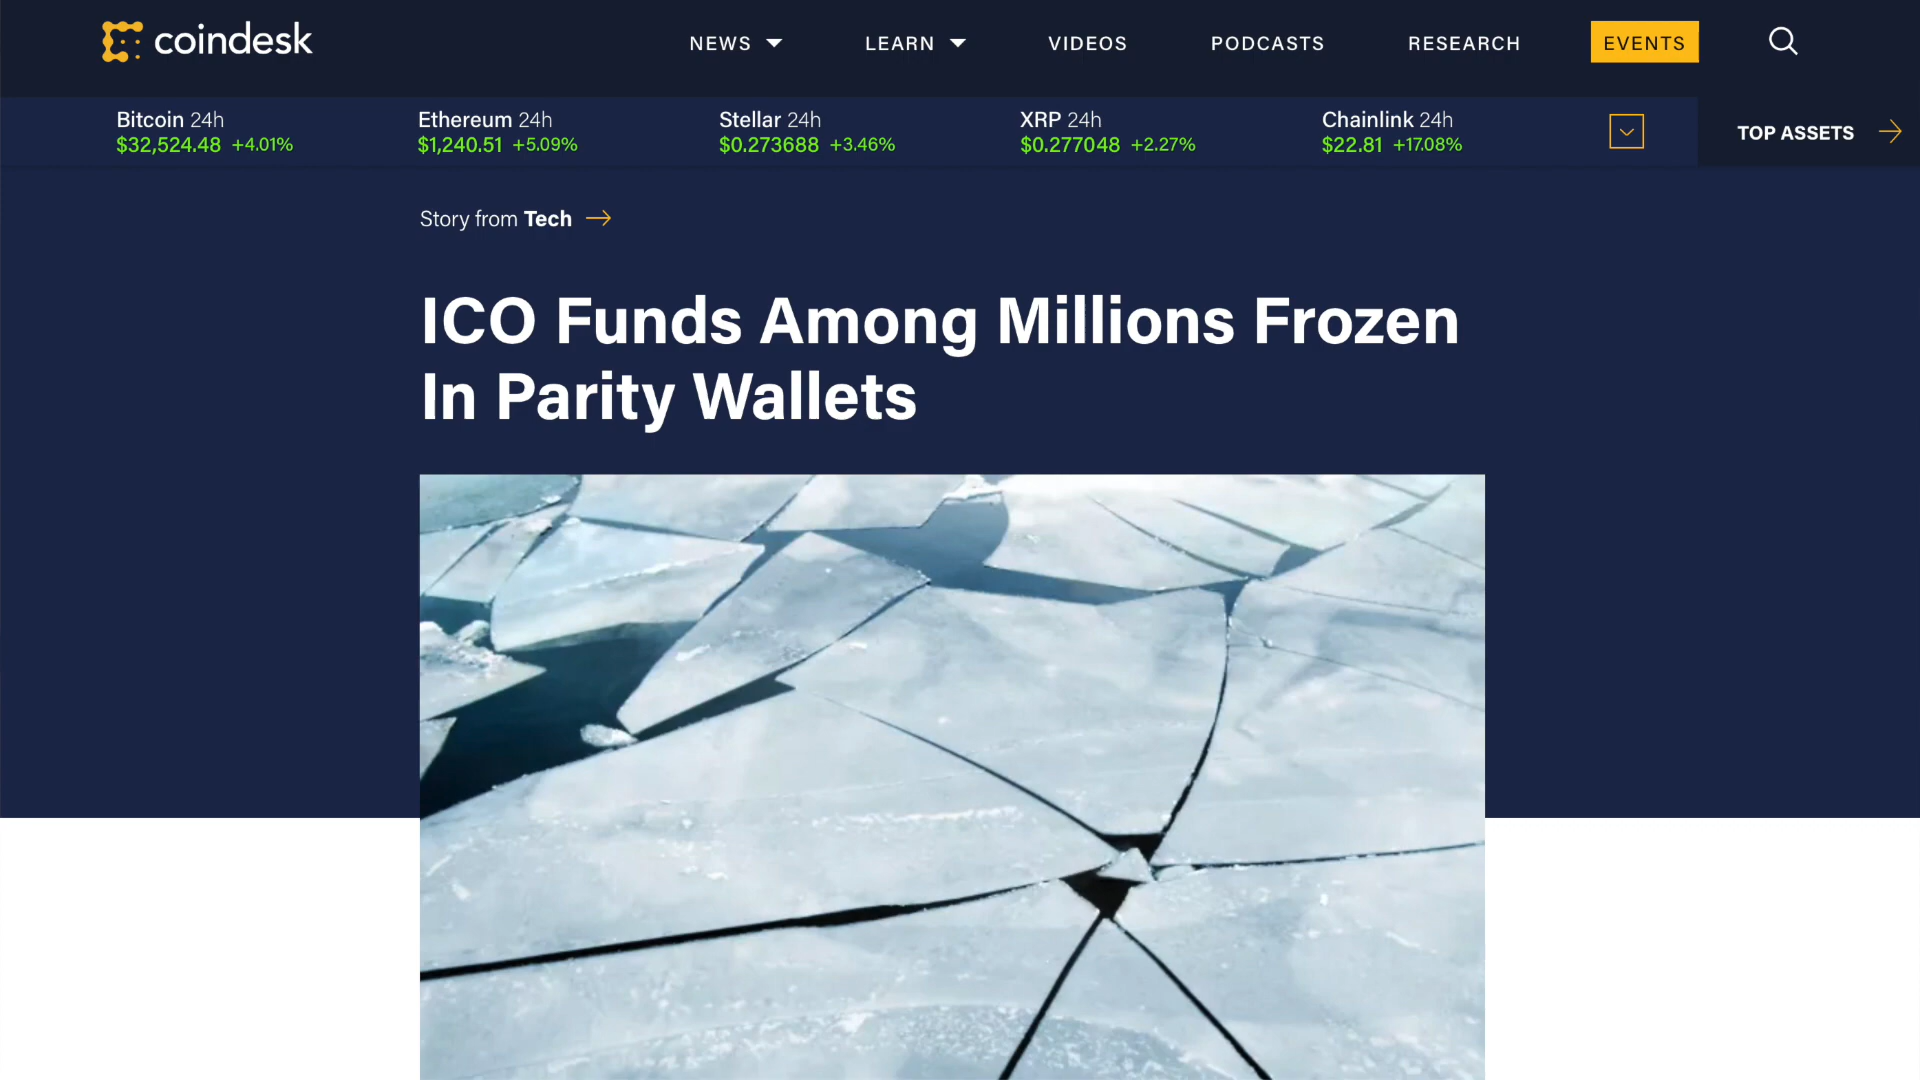 coindesk
NEWS
LEARN
VIDEOS
PODCASTS
RESEARCH
EVENTS
Bitcoin 24h
$32,524.48 +4.01%
Ethereum 24h
$1,240.51 +5.09%
Stellar 24h
$0.273688 +3.46%
XRP 24h
$0.277048 +2.27%
Chainlink 24h
$22.81 +17.08%
TOP ASSETS
Story from Tech
ICO Funds Among Millions Frozen
In Parity Wallets